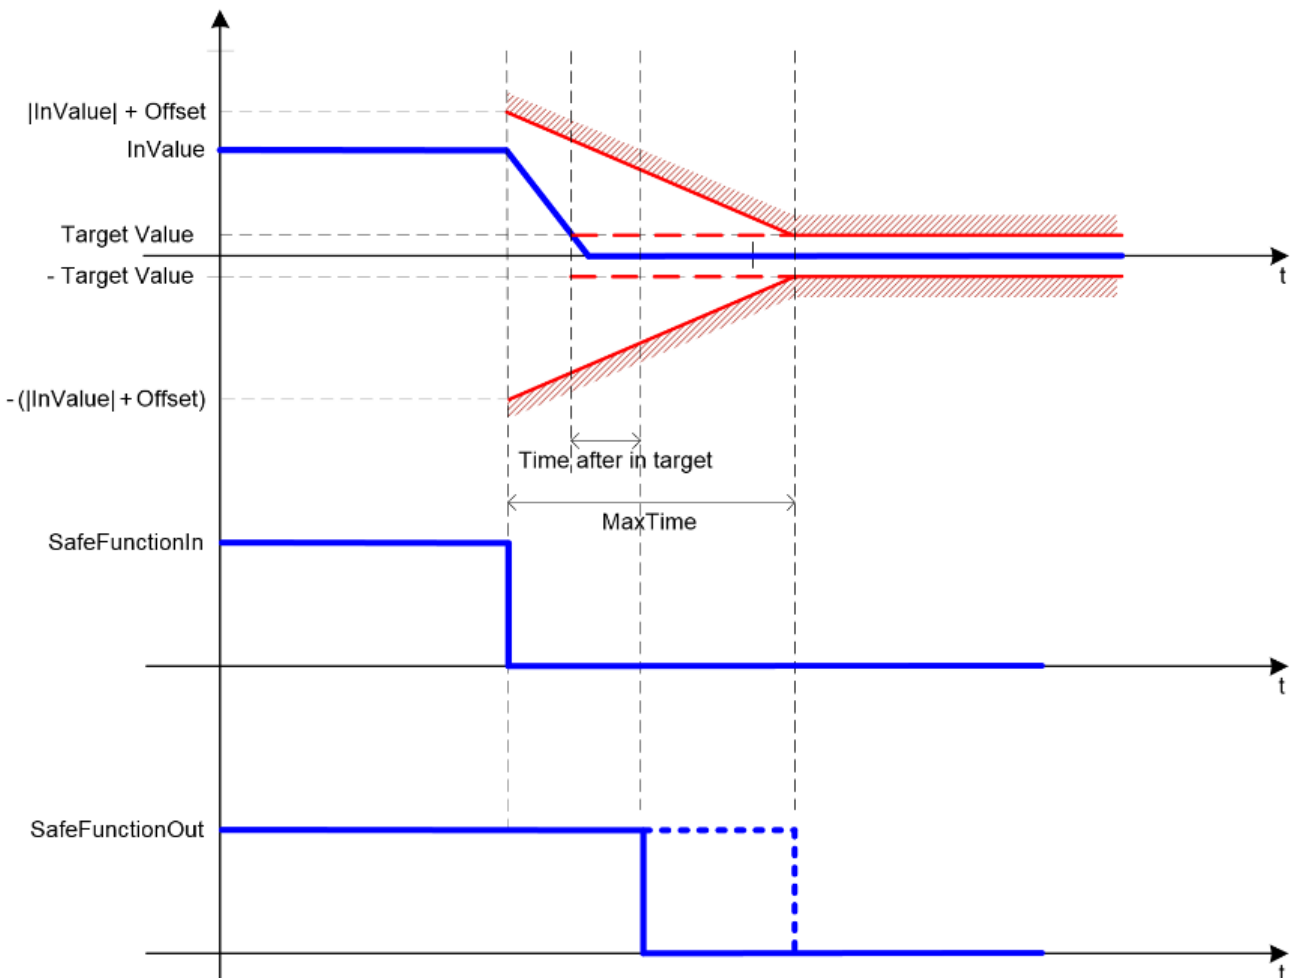 |InValue| + Offset
InValue
Target Value
- Target Value
t
-(|InValue|+Offset)
Time after in target
MaxTime
SafeFunctionIn
t
SafeFunctionOut
t